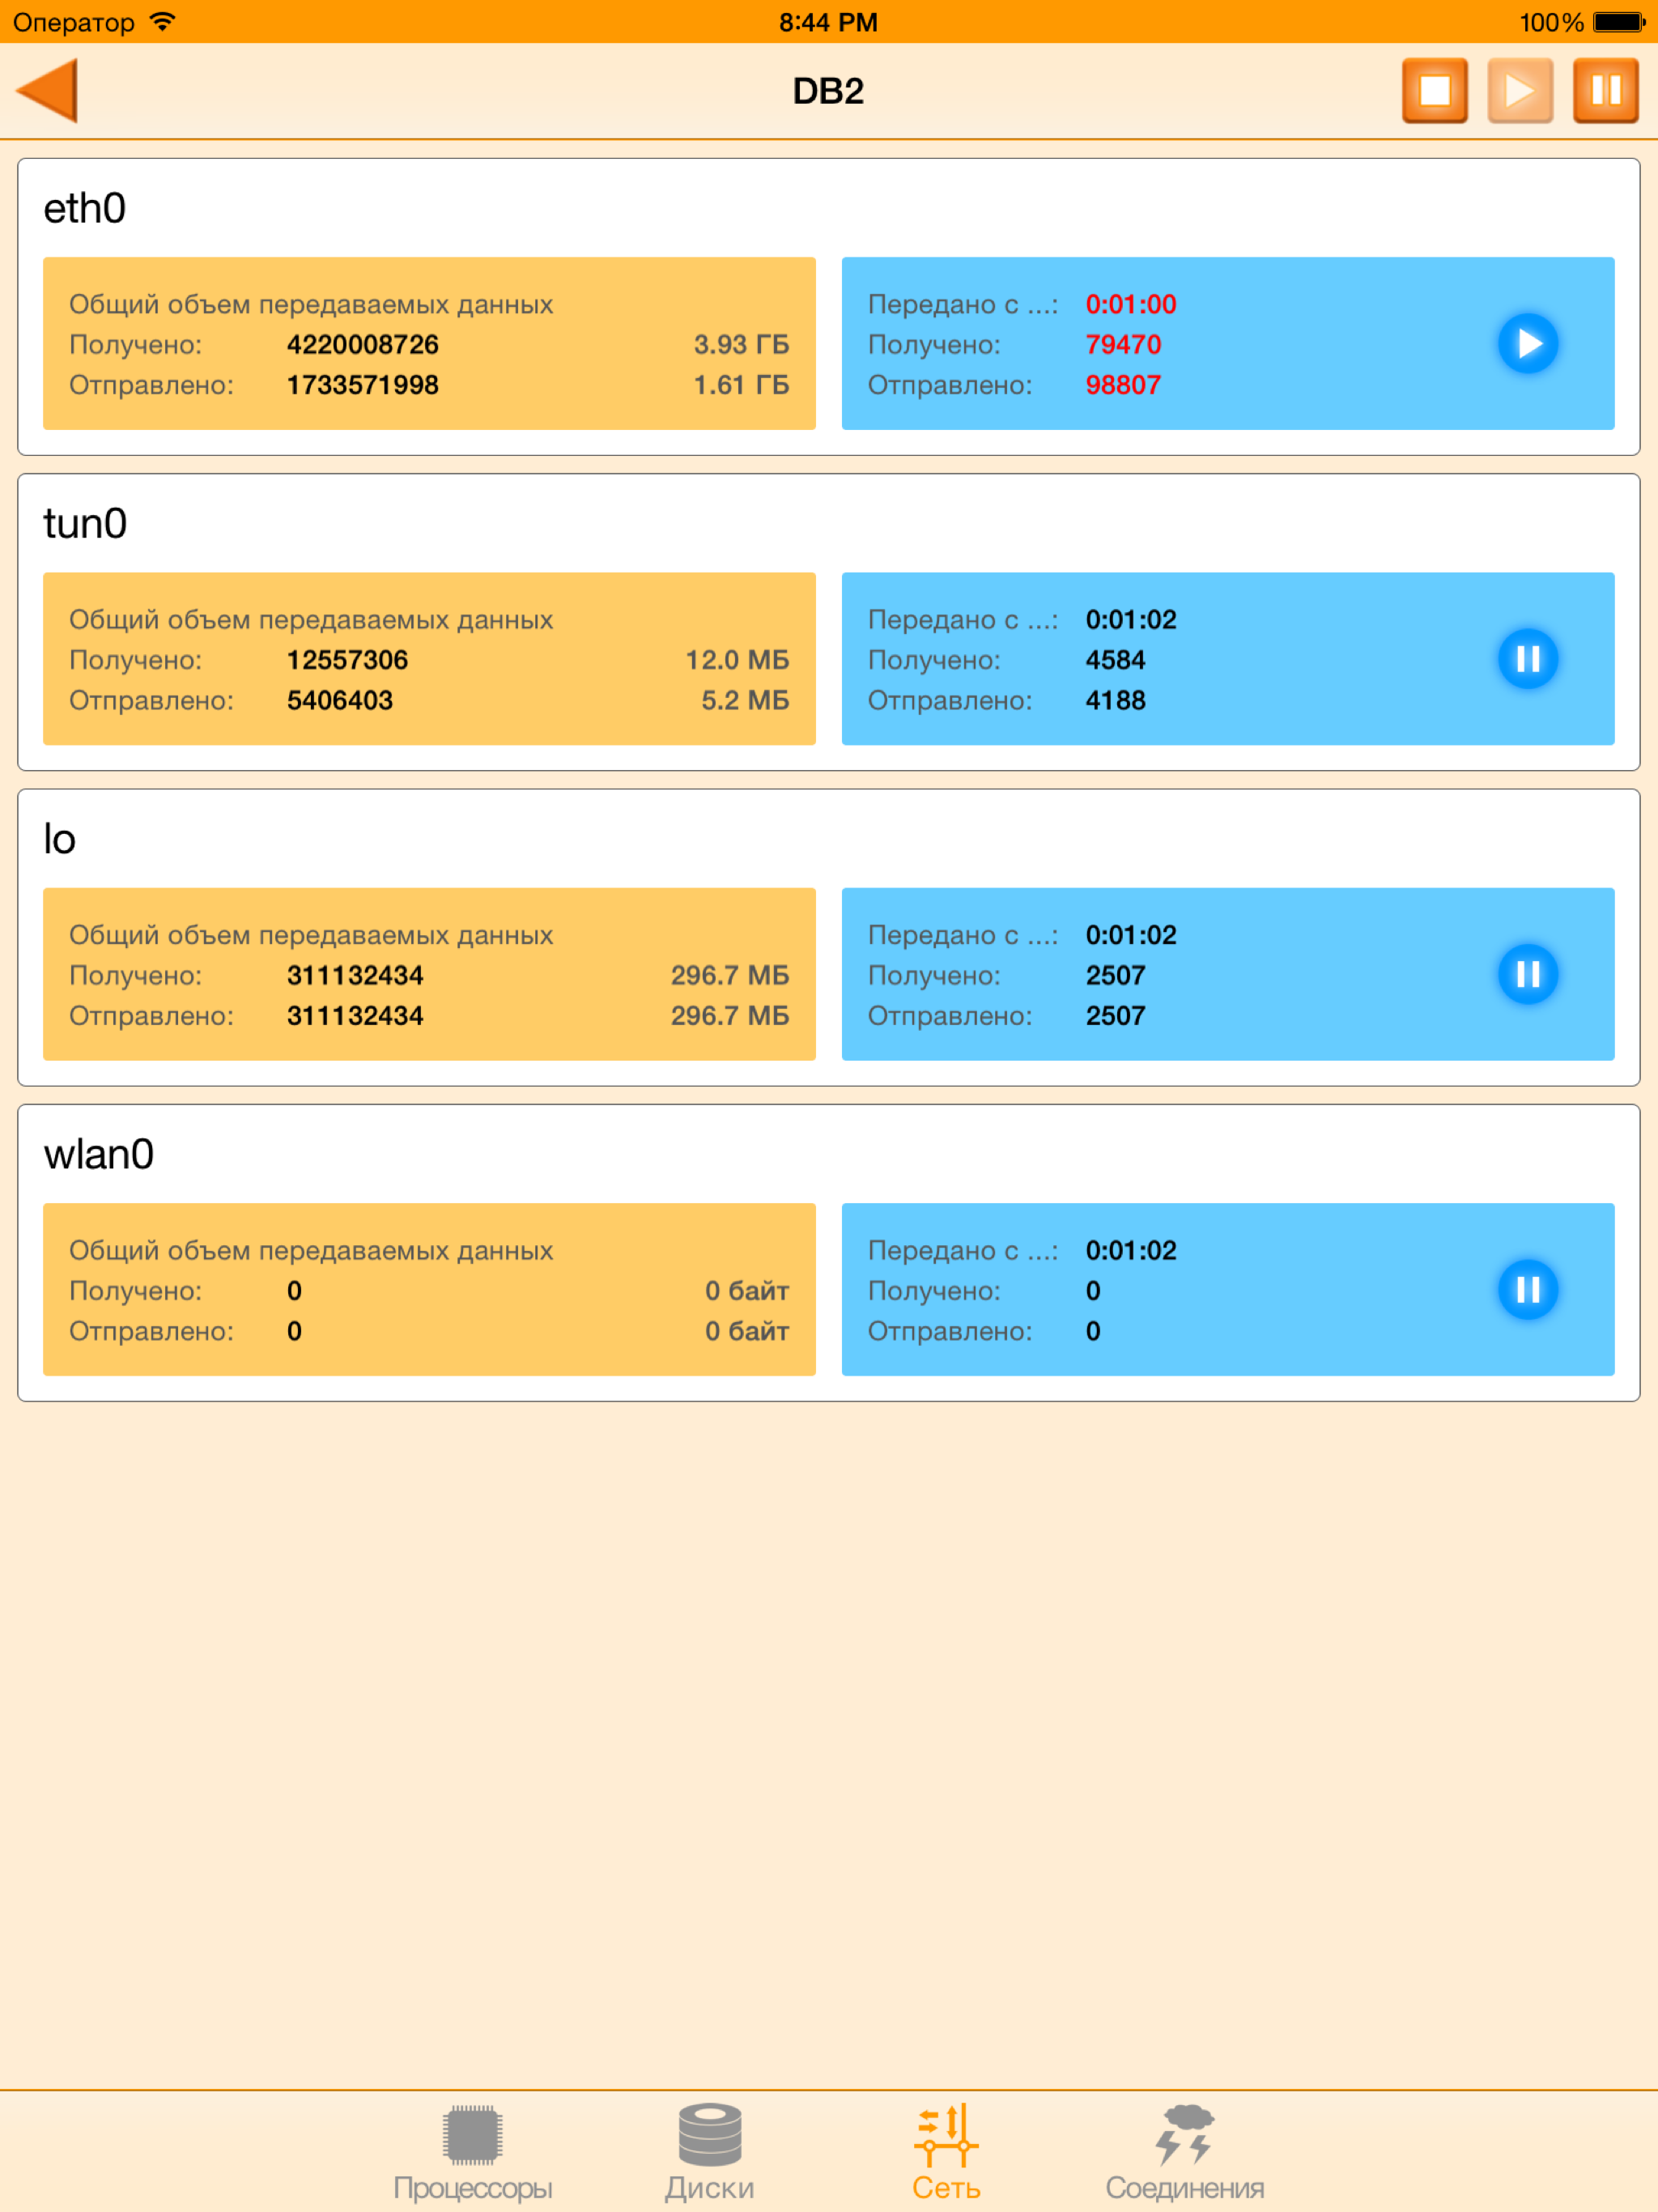 Оператор 8:44 PM 100%
DB2
eth0
Общий объем передаваемых данных
Получено: 4220008726 3.93 ГБ
Отправлено: 1733571998 1.61 ГБ
Передано с ...: 0:01:00
Получено: 79470
Отправлено: 98807
tun0
Общий объем передаваемых данных
Получено: 12557306 12.0 МБ
Отправлено: 5406403 5.2 МБ
Передано с ...: 0:01:02
Получено: 4584
Отправлено: 4188
lo
Общий объем передаваемых данных
Получено: 311132434 296.7 МБ
Отправлено: 311132434 296.7 МБ
Передано с ...: 0:01:02
Получено: 2507
Отправлено: 2507
wlan0
Общий объем передаваемых данных
Получено: 0 0 байт
Отправлено: 0 0 байт
Передано с ...: 0:01:02
Получено: 0
Отправлено: 0
Процессоры Диски Сеть Соединения